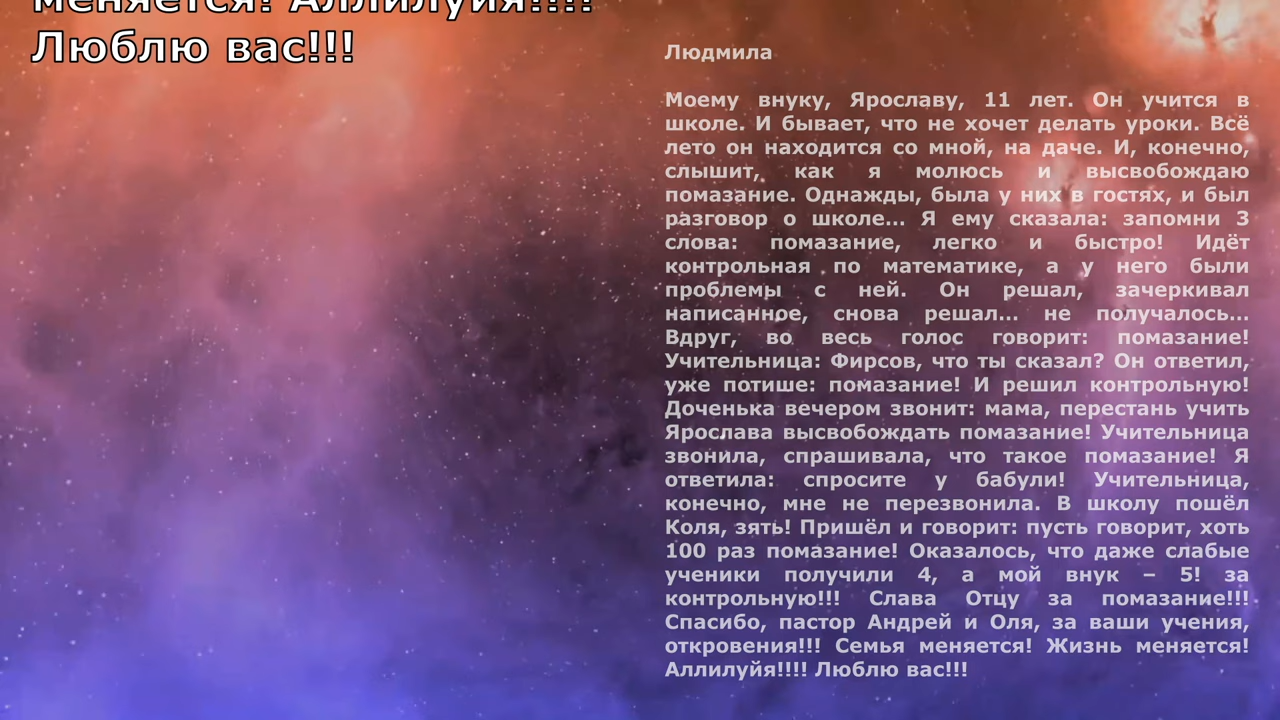 меняется! Аллилуйя!!!!
Люблю вас!!!
Людмила
Моему внуку, Ярославу, 11 лет. Он учится в
школе. И бывает, что не хочет делать уроки. Всё
лето он находится со мной, на даче. И, конечно,
слышит, как я молюсь и высвобождаю
помазание. Однажды, была у них в гостях, и был
разговор о школе... Я ему сказала: запомни 3
слова: помазание, легко и быстро! Идёт
контрольная по математике, а у него были
проблемы с ней. Он решал, зачеркивал
написанное, снова решал... не получалось...
Вдруг, во весь голос говорит: помазание!
Учительница: Фирсов, что ты сказал? Он ответил,
уже потише: помазание! И решил контрольную!
Доченька вечером звонит: мама, перестань учить
Ярослава высвобождать помазание! Учительница
звонила, спрашивала, что такое помазание! Я
ответила: спросите у бабули! Учительница,
конечно, мне не перезвонила. В школу пошёл
Коля, зять! Пришёл и говорит: пусть говорит, хоть
100 раз помазание! Оказалось, что даже слабые
ученики получили 4, а мой внук – 5! за
контрольную!!! Слава Отцу за помазание!!!
Спасибо, пастор Андрей и Оля, за ваши учения,
откровения!!! Семья меняется! Жизнь меняется!
Аллилуйя!!!! Люблю вас!!!